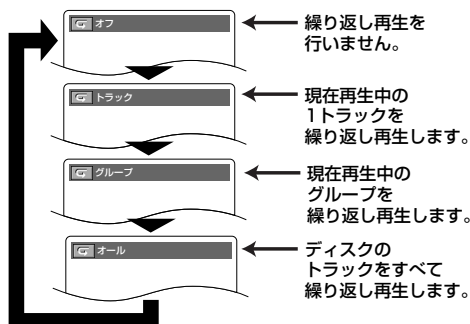 オフ
繰り返し再生を
行いません。
トラック
現在再生中の
1トラックを
繰り返し再生します。
グループ
現在再生中の
グループを
繰り返し再生します。
オール
ディスクの
トラックをすべて
繰り返し再生します。